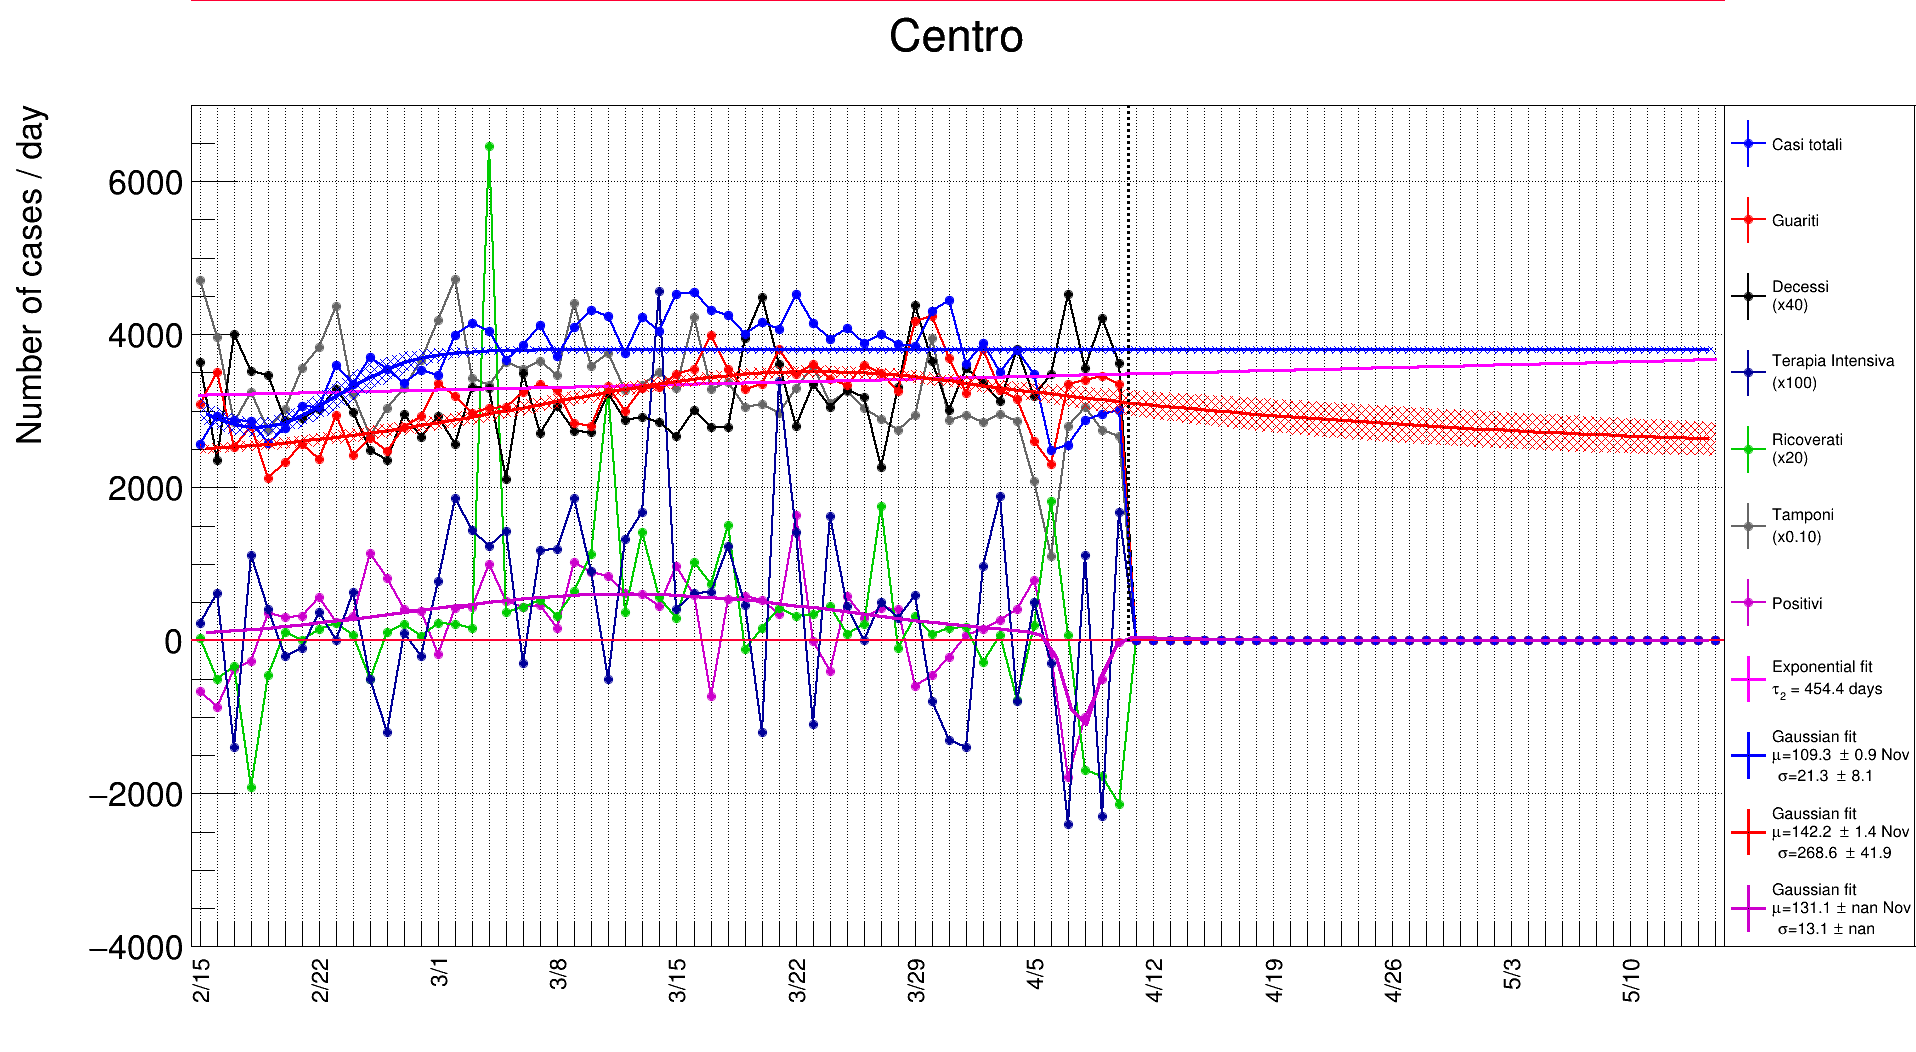 Centro
Number of cases / day
6000
4000
2000
0
−2000
−4000
2/15
2/22
3/1
3/8
3/15
3/22
3/29
4/5
4/12
4/19
4/26
5/3
5/10
Casi totali
Guariti
Decessi
(x40)
Terapia Intensiva
(x100)
Ricoverati
(x20)
Tamponi
(x0.10)
Positivi
Exponential fit
τ2 = 454.4 days
Gaussian fit
μ=109.3 ± 0.9 Nov
σ=21.3 ± 8.1
Gaussian fit
μ=142.2 ± 1.4 Nov
σ=268.6 ± 41.9
Gaussian fit
μ=131.1 ± nan Nov
σ=13.1 ± nan